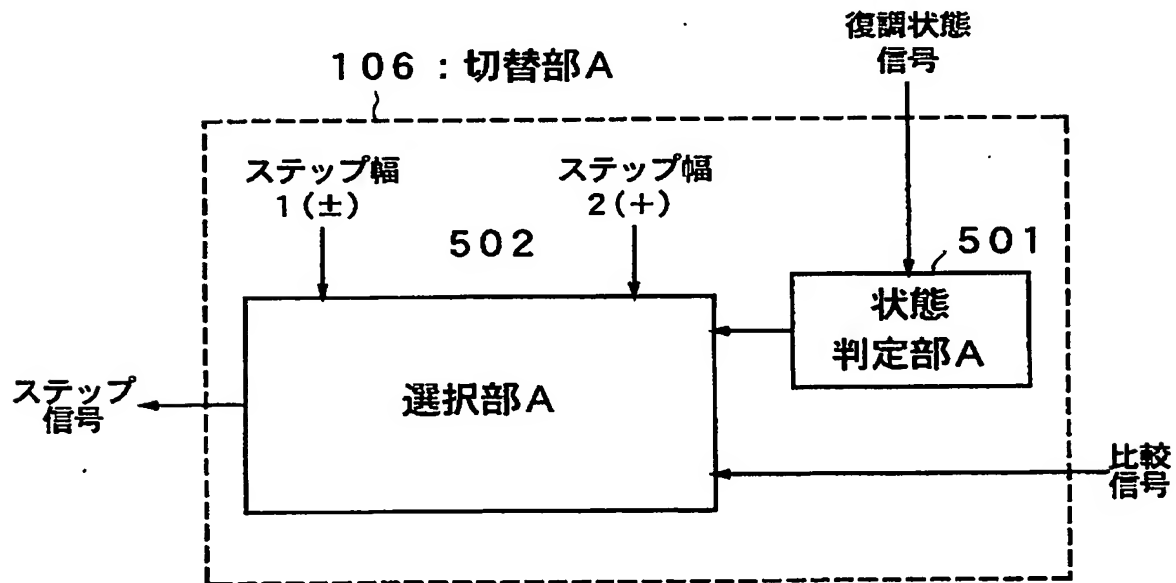 復調状態
信号
１０６：切替部Ａ
ステップ幅
１(±)
ステップ幅
２(＋)
５０２
５０１
状態
判定部Ａ
選択部Ａ
ステップ
信号
比較
信号